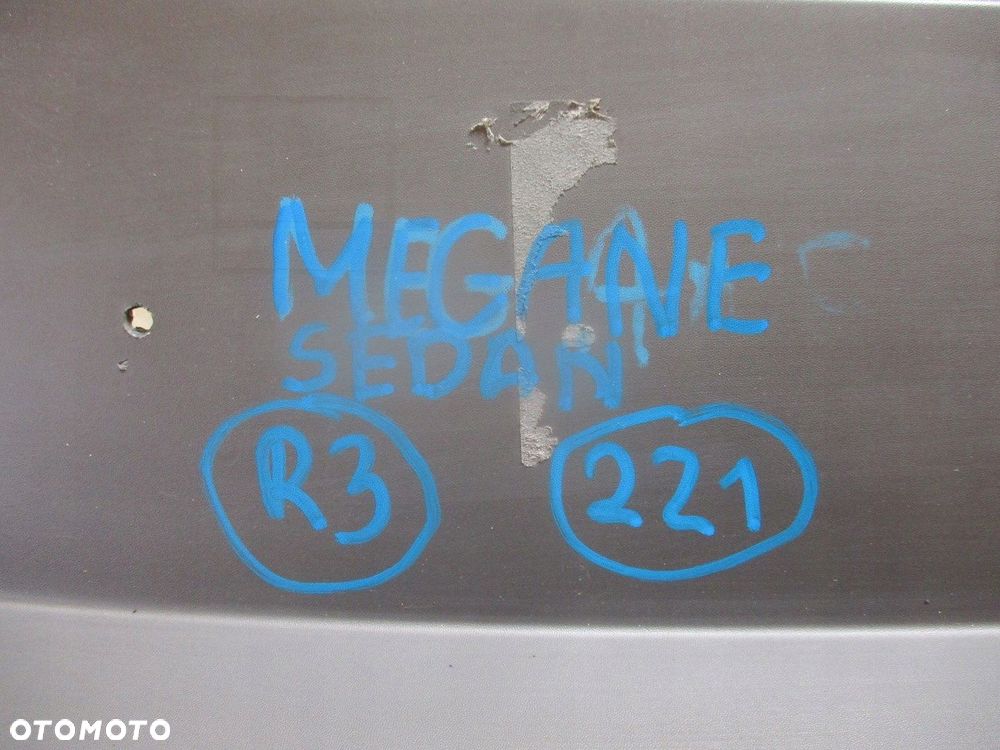 MEGANE
SEDAN
R3 221
OTOMOTO